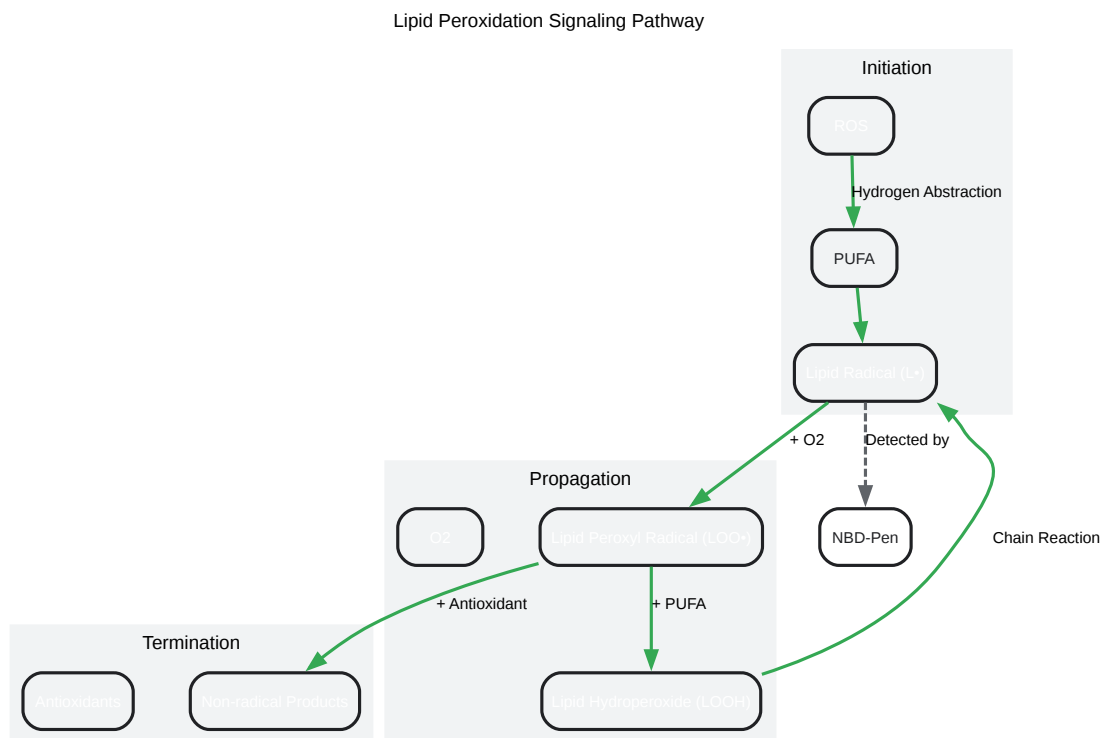 Lipid Peroxidation Signaling Pathway
Initiation
ROS
Hydrogen Abstraction
PUFA
Lipid Radical (L•)
+ O2
Detected by
Propagation
O2
Lipid Peroxyl Radical (LOO•)
NBD-Pen
Chain Reaction
+ Antioxidant
+ PUFA
Termination
Antioxidants
Non-radical Products
Lipid Hydroperoxide (LOOH)